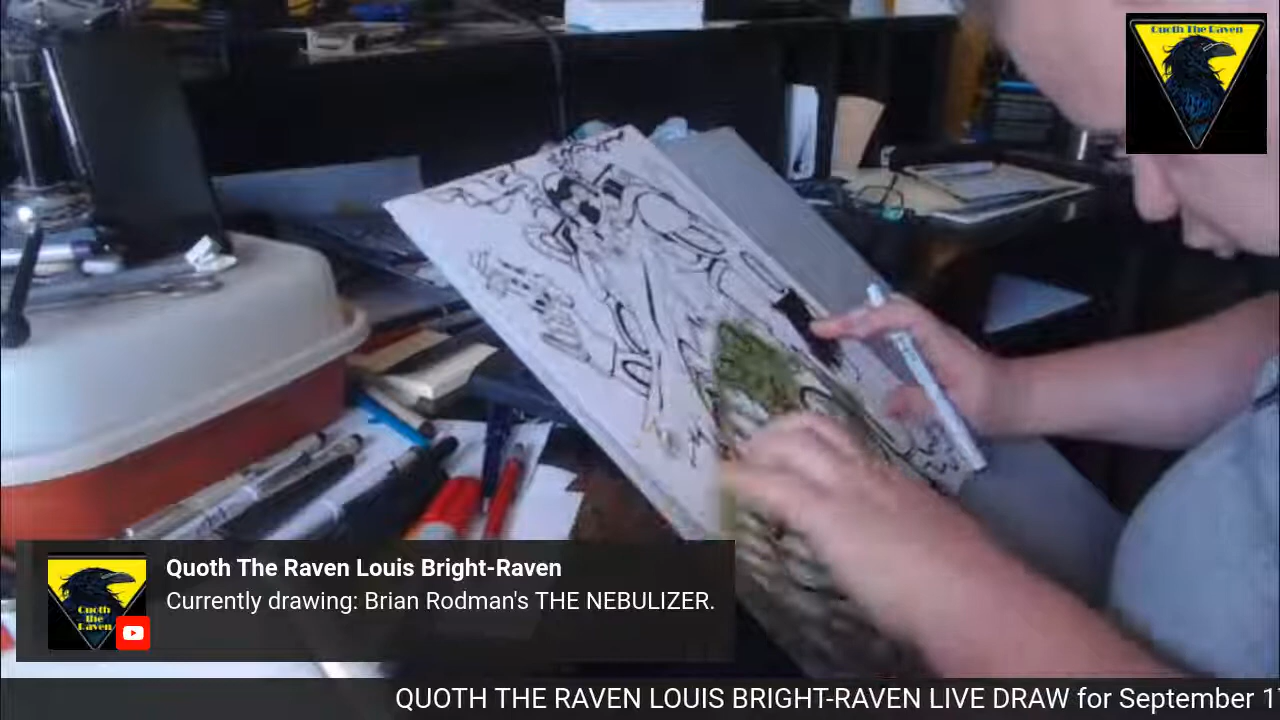 Quoth The Raven
Quoth The Raven Louis Bright-Raven
Currently drawing: Brian Rodman's THE NEBULIZER.
Quoth
the
Raven
QUOTH THE RAVEN LOUIS BRIGHT-RAVEN LIVE DRAW for September 1